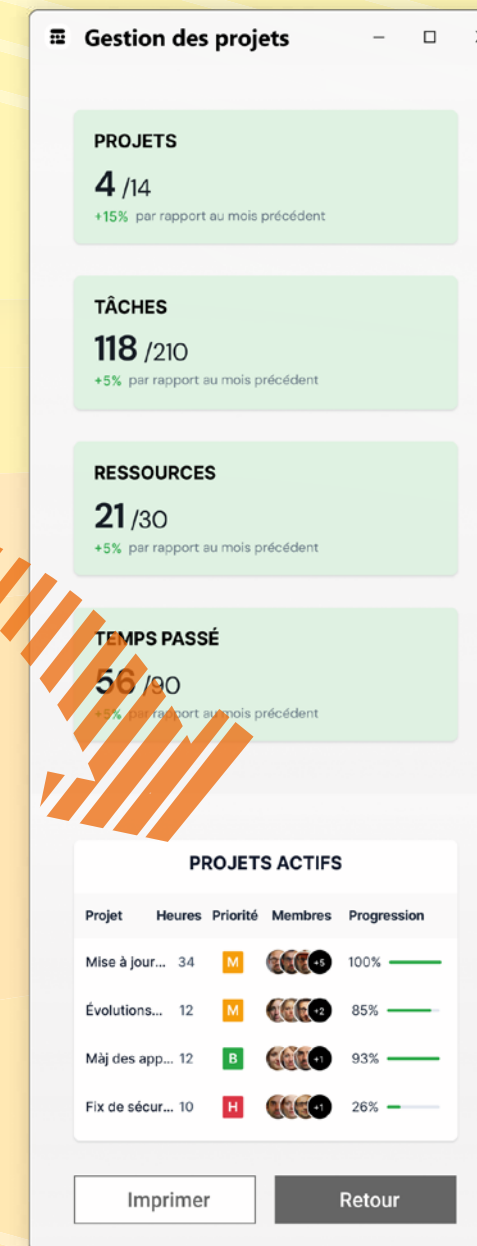 Gestion des projets
PROJETS
4 /14
+15% par rapport au mois précédent
TÂCHES
118 /210
+5% par rapport au mois précédent
RESSOURCES
21 /30
+5% par rapport au mois précédent
TEMPS PASSÉ
56 /90
+5% par rapport au mois précédent
PROJETS ACTIFS
Projet Heures Priorité Membres Progression
Mise à jour... 34 M +5 100%
Évolutions... 12 M +2 85%
Màj des app... 12 B +1 93%
Fix de sécur... 10 H +1 26%
Imprimer Retour